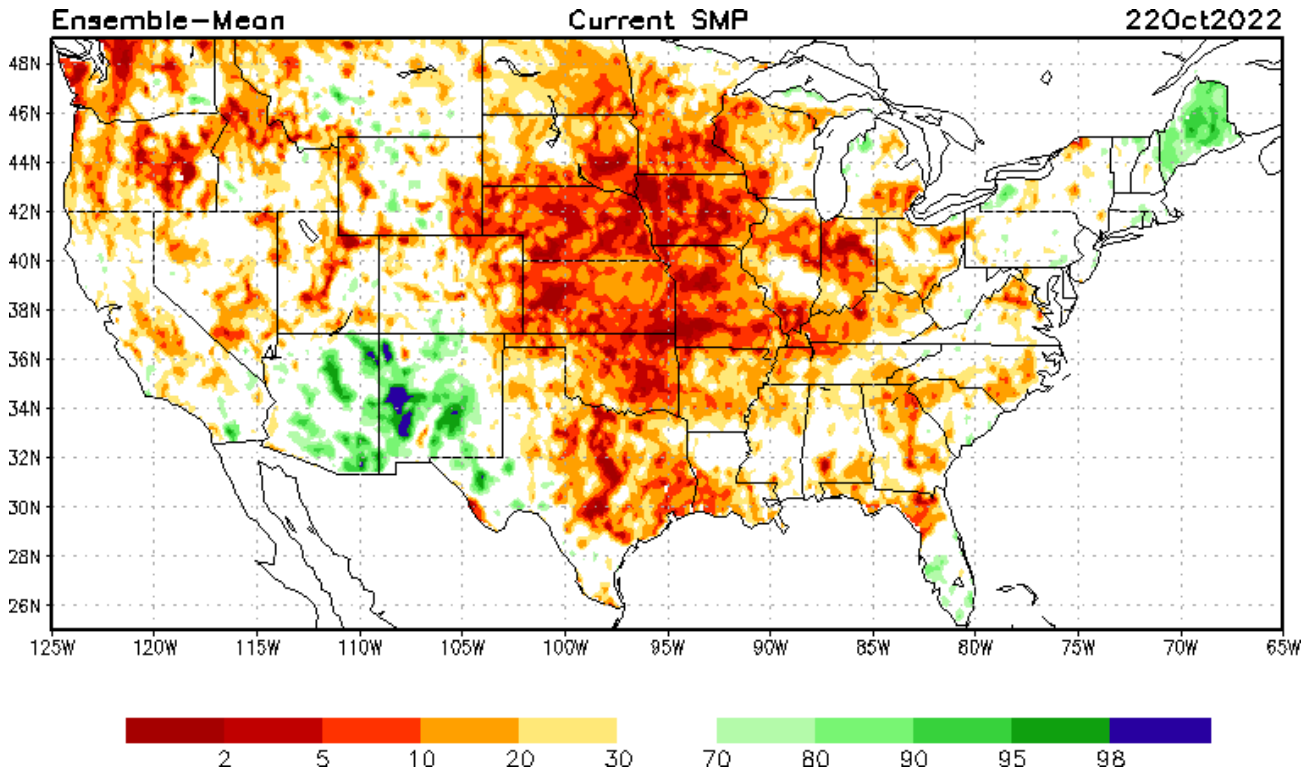 Ensemble-Mean Current SMP 22Oct2022
48N
46N
44N
42N
40N
38N
36N
34N
32N
30N
28N
26N
125W 120W 115W 110W 105W 100W 95W 90W 85W 80W 75W 70W 65W
2 5 10 20 30 70 80 90 95 98